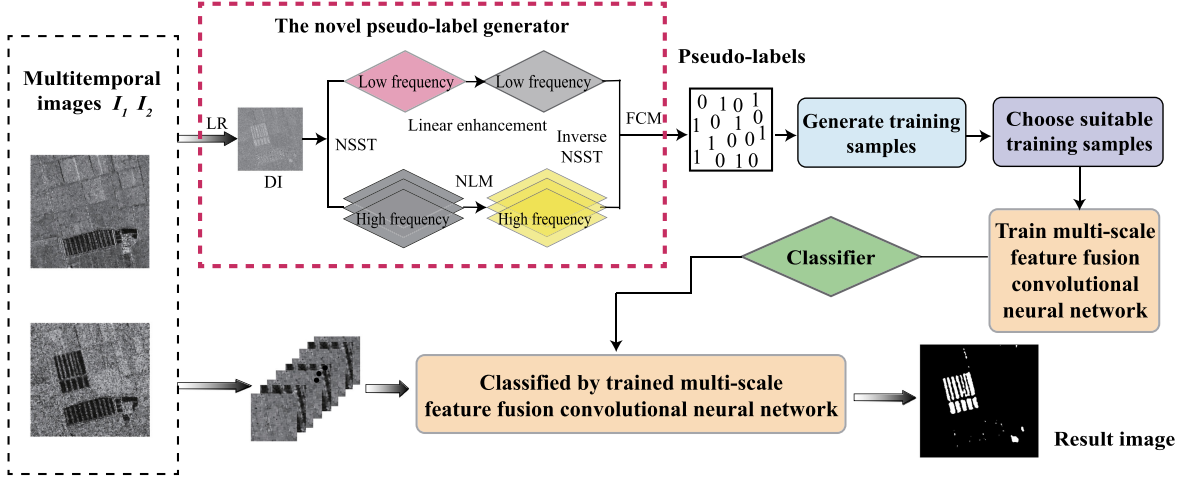 The novel pseudo-label generator
Multitemporal
images I1 I2
LR
DI
NSST
Low frequency
Low frequency
Linear enhancement
High frequency
NLM
High frequency
Inverse
NSST
FCM
Pseudo-labels
0 1 0 1
1 0 1 0
1 0 0 1
1 0 1 0
Generate training
samples
Choose suitable
training samples
Train multi-scale
feature fusion
convolutional
neural network
Classifier
Classified by trained multi-scale
feature fusion convolutional neural network
Result image